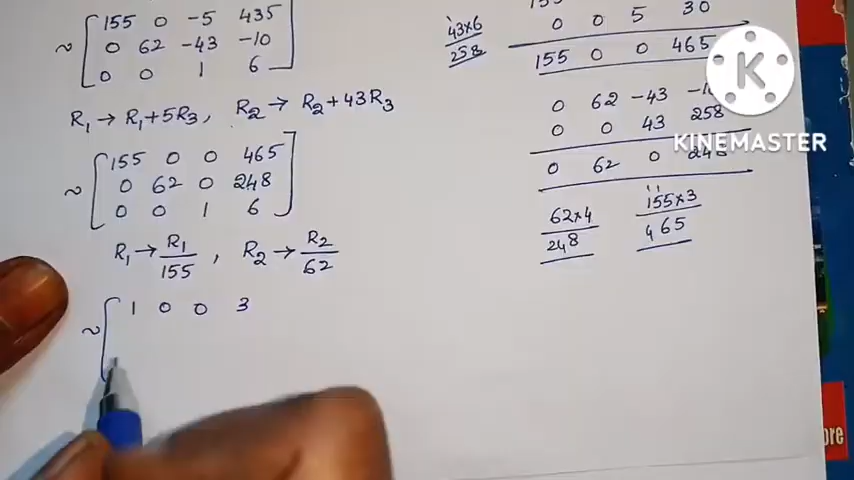 155 0 -5 435
~ 0 62 -43 -10
0 0 1 6
R₁ → R₁+5R₃, R₂ → R₂+43R₃
155 0 0 465
~ 0 62 0 248
0 0 1 6
R₁ → R₁/155 , R₂ → R₂/62
~ 1 0 0 3
43×6
258
0 0 5 30
155 0 0 465
0 62 -43
0 0 43 258
0 62 0
62×4
248
155×3
465
K
KINEMASTER